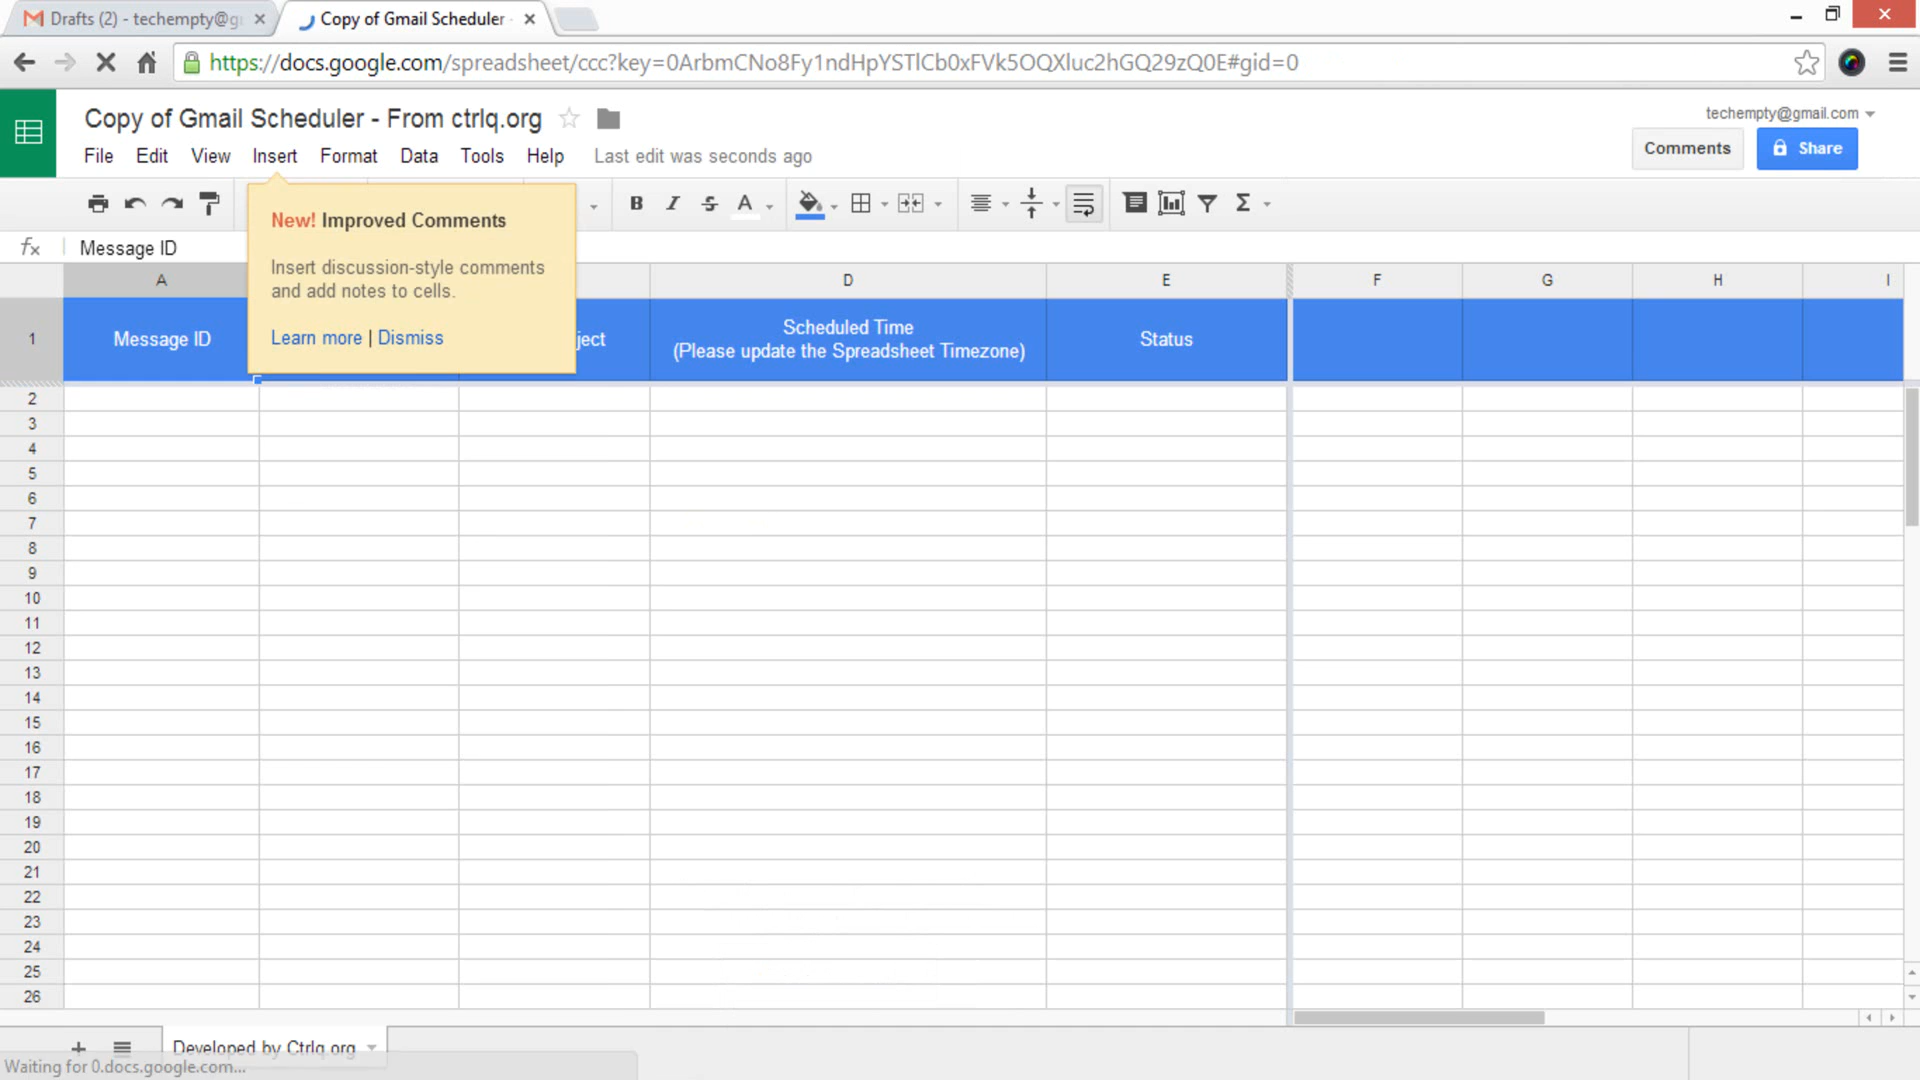 Drafts (2) - techempty@g
Copy of Gmail Scheduler
https://docs.google.com/spreadsheet/ccc?key=0ArbmCNo8Fy1ndHpYSTlCb0xFVk5OQXluc2hGQ29zQ0E#gid=0
Copy of Gmail Scheduler - From ctrlq.org
techempty@gmail.com
File Edit View Insert Format Data Tools Help Last edit was seconds ago
Comments Share
B I S A Σ
fx Message ID
New! Improved Comments
Insert discussion-style comments
and add notes to cells.
Learn more | Dismiss
A D E F G H I
1 Message ID ject Scheduled Time
(Please update the Spreadsheet Timezone) Status
2
3
4
5
6
7
8
9
10
11
12
13
14
15
16
17
18
19
20
21
22
23
24
25
26
Developed by Ctrlq.org
Waiting for 0.docs.google.com...